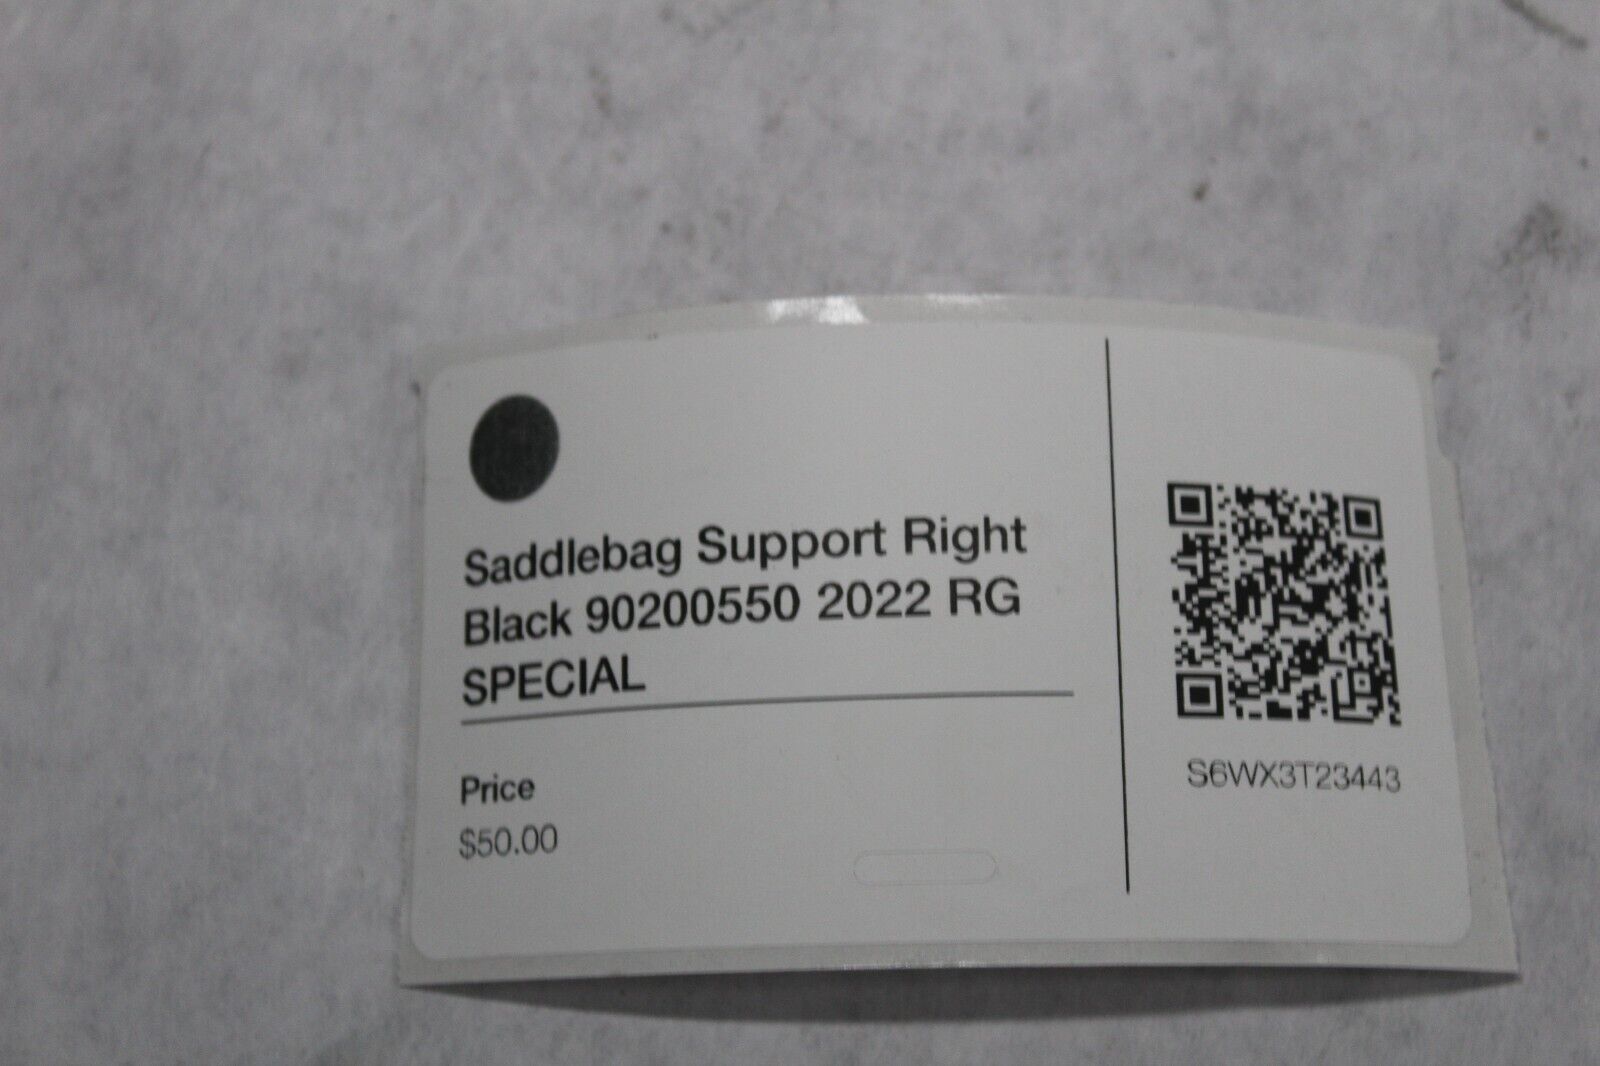 Saddlebag Support Right
Black 90200550 2022 RG
SPECIAL
Price
$50.00
S6WX3T23443